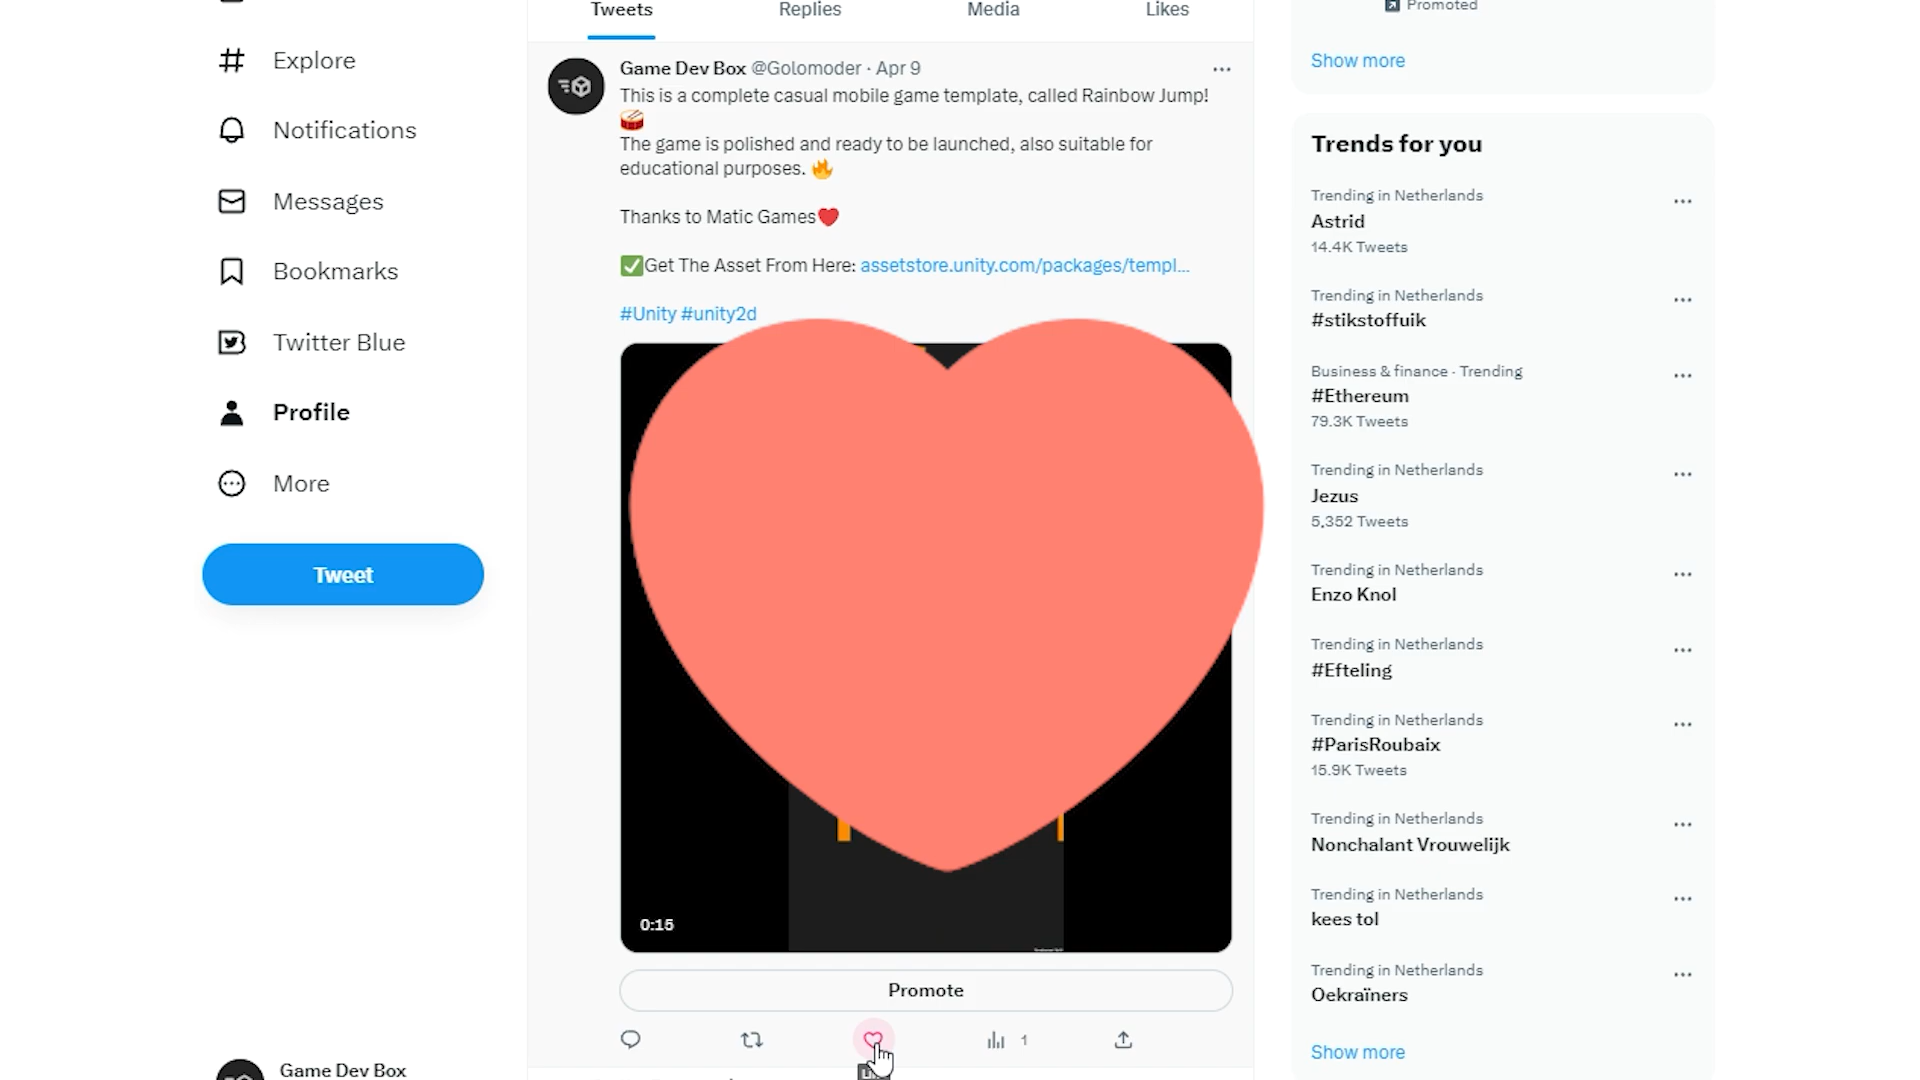 Tweets
Replies
Media
Likes
Explore
Notifications
Messages
Bookmarks
Twitter Blue
Profile
More
Tweet
Game Dev Box
Game Dev Box @Golomoder · Apr 9
This is a complete casual mobile game template, called Rainbow Jump!
🥁
The game is polished and ready to be launched, also suitable for
educational purposes. 🔥
Thanks to Matic Games❤️
✅Get The Asset From Here: assetstore.unity.com/packages/templ…
#Unity #unity2d
0:15
Promote
1
Promoted
Show more
Trends for you
Trending in Netherlands
Astrid
14.4K Tweets
Trending in Netherlands
#stikstoffuik
Business & finance · Trending
#Ethereum
79.3K Tweets
Trending in Netherlands
Jezus
5,352 Tweets
Trending in Netherlands
Enzo Knol
Trending in Netherlands
#Efteling
Trending in Netherlands
#ParisRoubaix
15.9K Tweets
Trending in Netherlands
Nonchalant Vrouwelijk
Trending in Netherlands
kees tol
Trending in Netherlands
Oekraïners
Show more